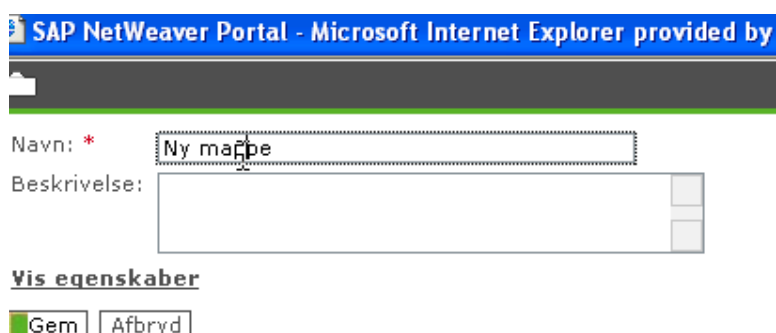 SAP NetWeaver Portal - Microsoft Internet Explorer provided by
Navn: * Ny mappe
Beskrivelse:
Vis egenskaber
Gem Afbryd